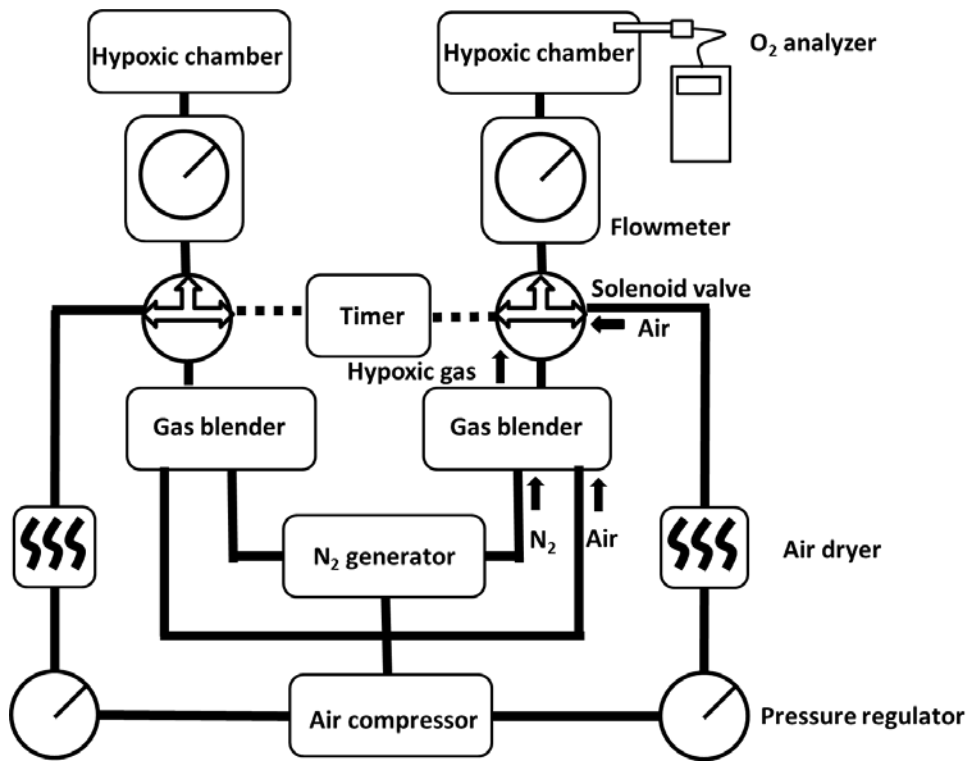 Hypoxic chamber
Hypoxic chamber
O₂ analyzer
Flowmeter
Solenoid valve
Timer
Air
Hypoxic gas
Gas blender
Gas blender
N₂
Air
N₂ generator
Air dryer
Air compressor
Pressure regulator